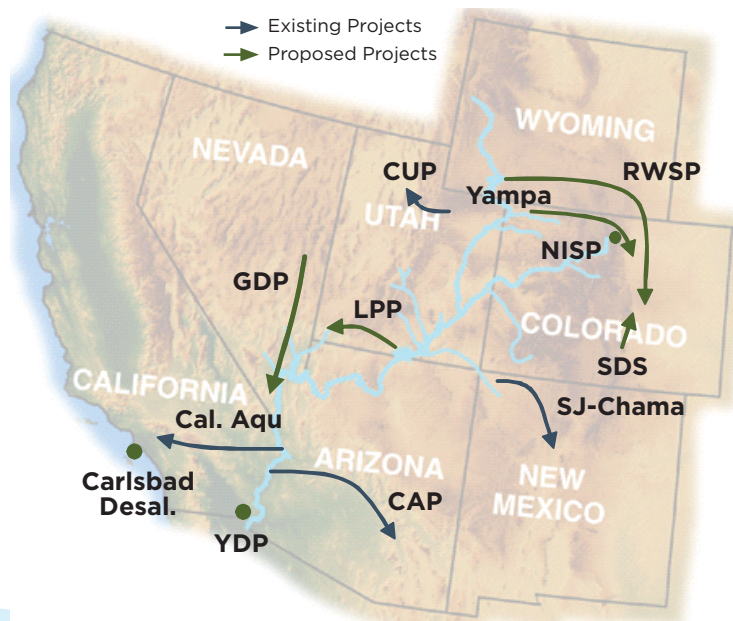 Existing Projects
Proposed Projects
WYOMING
NEVADA
CUP
RWSP
Yampa
UTAH
NISP
GDP
LPP
COLORADO
SDS
CALIFORNIA
SJ-Chama
Cal. Aqu
ARIZONA
NEW
MEXICO
Carlsbad
Desal.
CAP
YDP